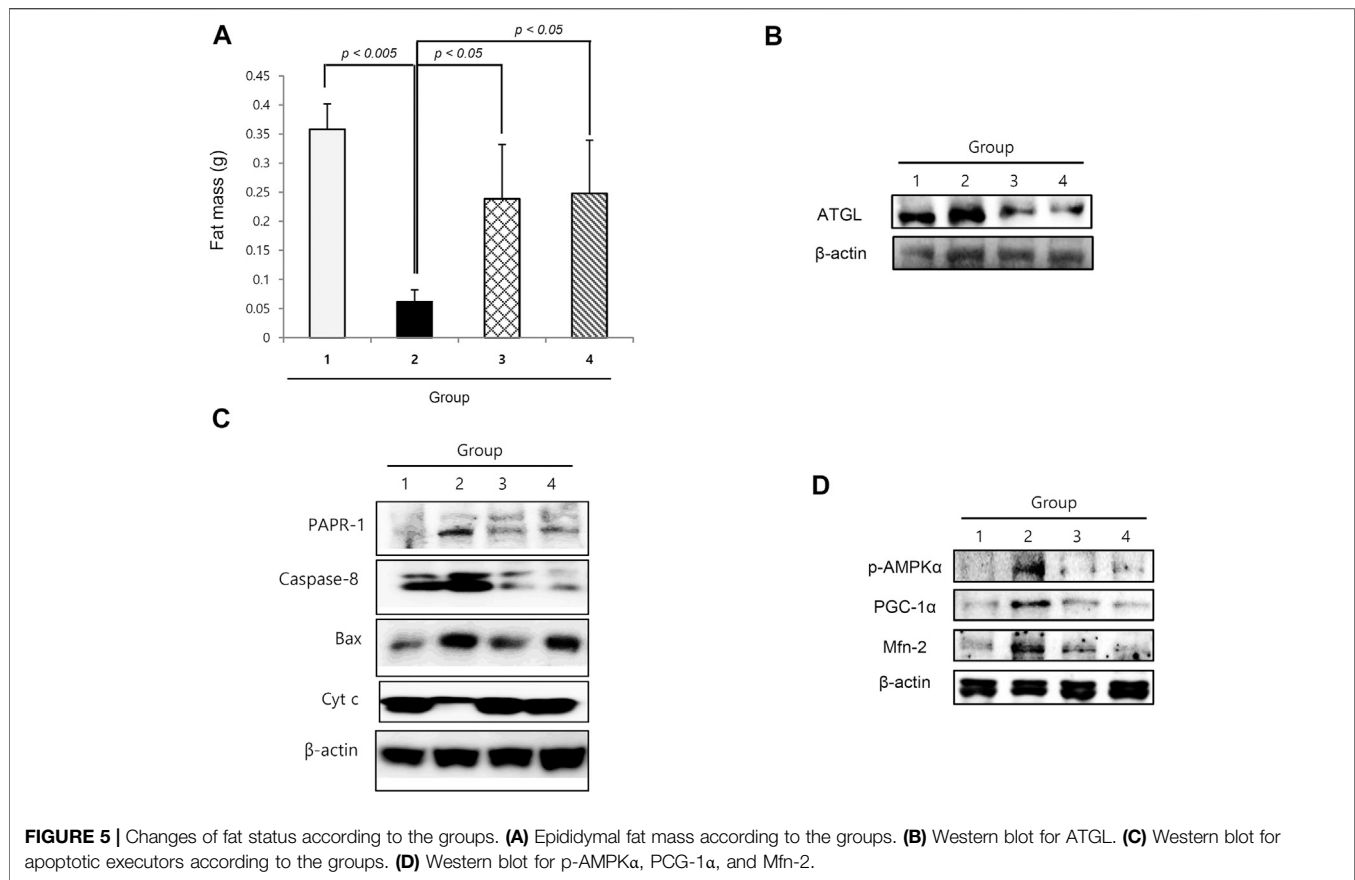 A
p < 0.005
p < 0.05
p < 0.05
0.45
0.4
0.35
0.3
0.25
0.2
0.15
0.1
0.05
0
Fat mass (g)
1 2 3 4
Group
B
Group
1 2 3 4
ATGL
β-actin
C
Group
1 2 3 4
PAPR-1
Caspase-8
Bax
Cyt c
β-actin
D
Group
1 2 3 4
p-AMPKα
PGC-1α
Mfn-2
β-actin
FIGURE 5 | Changes of fat status according to the groups. (A) Epididymal fat mass according to the groups. (B) Western blot for ATGL. (C) Western blot for
apoptotic executors according to the groups. (D) Western blot for p-AMPKα, PCG-1α, and Mfn-2.